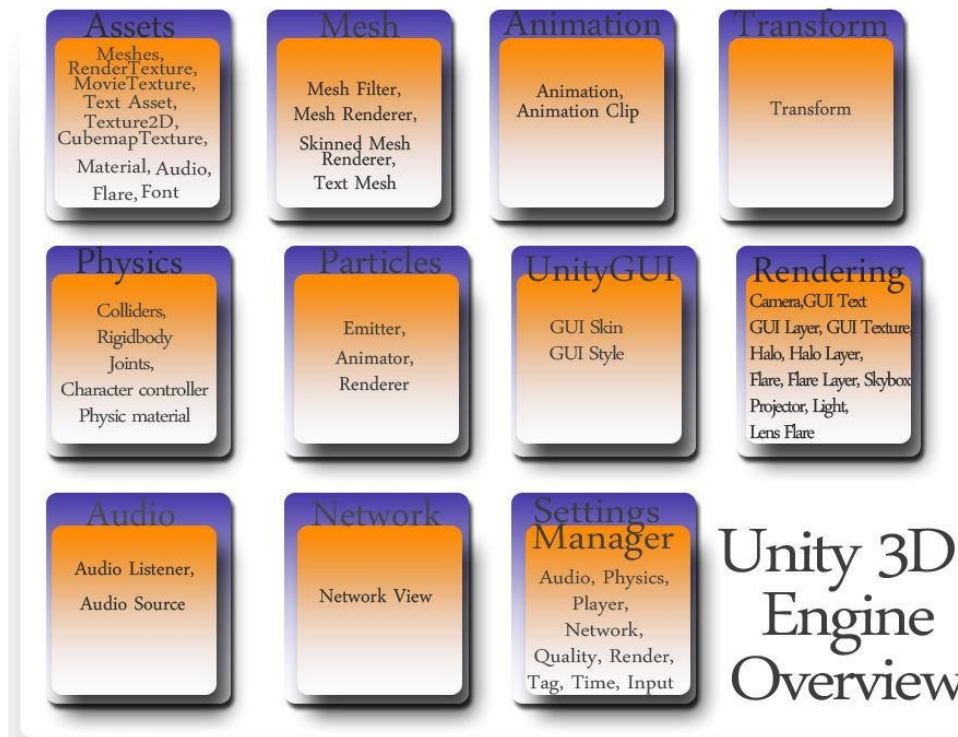 Assets
Meshes,
RenderTexture,
MovieTexture,
Text Asset,
Texture2D,
CubemapTexture,
Material, Audio,
Flare, Font
Mesh
Mesh Filter,
Mesh Renderer,
Skinned Mesh
Renderer,
Text Mesh
Animation
Animation,
Animation Clip
Transform
Transform
Physics
Colliders,
Rigidbody
Joints,
Character controller
Physic material
Particles
Emitter,
Animator,
Renderer
UnityGUI
GUI Skin
GUI Style
Rendering
Camera,GUI Text
GUI Layer, GUI Texture,
Halo, Halo Layer,
Flare, Flare Layer, Skybox
Projector, Light,
Lens Flare
Audio
Audio Listener,
Audio Source
Network
Network View
Settings
Manager
Audio, Physics,
Player,
Network,
Quality, Render,
Tag, Time, Input
Unity 3D
Engine
Overview